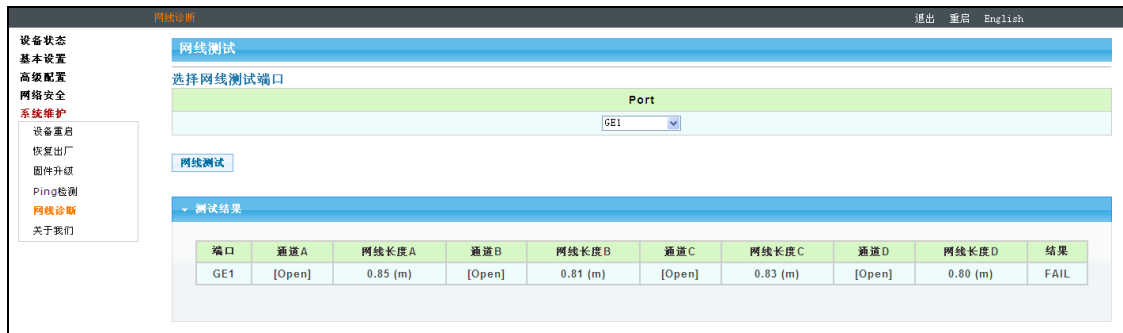 网线诊断 退出 重启 English
设备状态
基本设置
高级配置
网络安全
系统维护
设备重启
恢复出厂
固件升级
Ping检测
网线诊断
关于我们
网线测试
选择网线测试端口
Port
GE1
网线测试
测试结果
端口 通道A 网线长度A 通道B 网线长度B 通道C 网线长度C 通道D 网线长度D 结果
GE1 [Open] 0.85 (m) [Open] 0.81 (m) [Open] 0.83 (m) [Open] 0.80 (m) FAIL